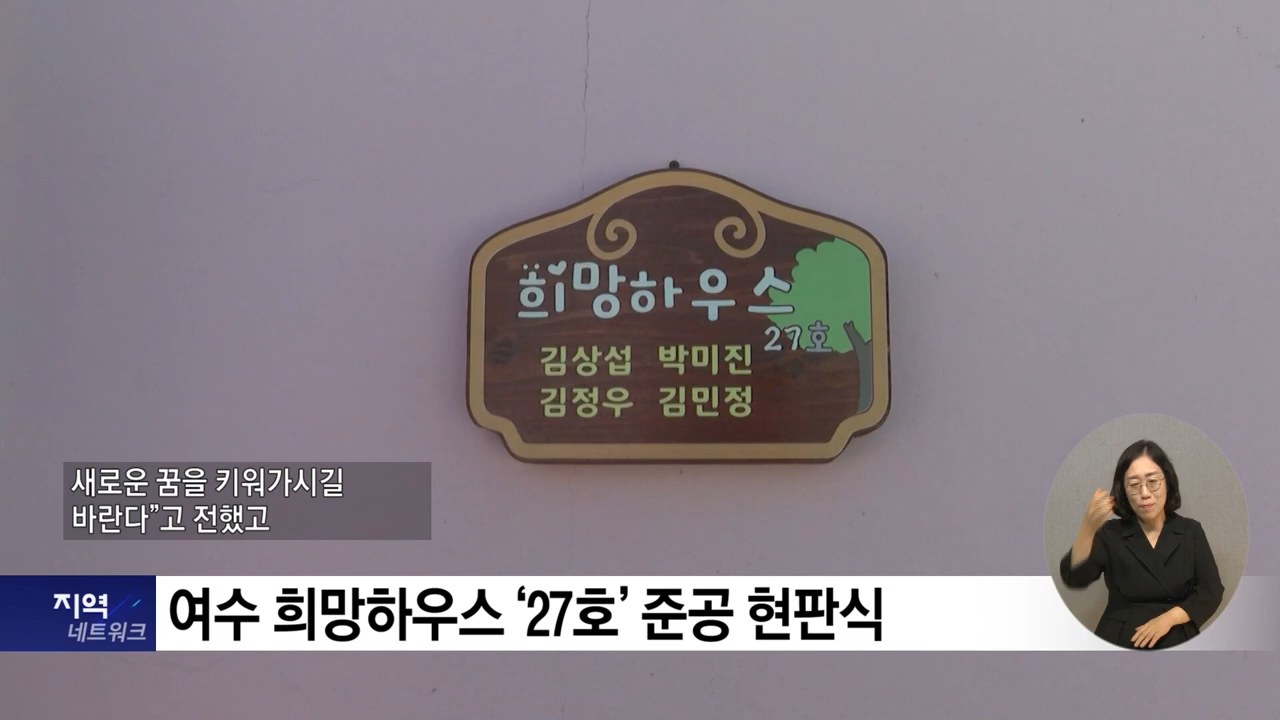 희망하우스
27호
김상섭 박미진
김정우 김민정
새로운 꿈을 키워가시길
바란다”고 전했고
지역
네트워크
여수 희망하우스 ‘27호’ 준공 현판식